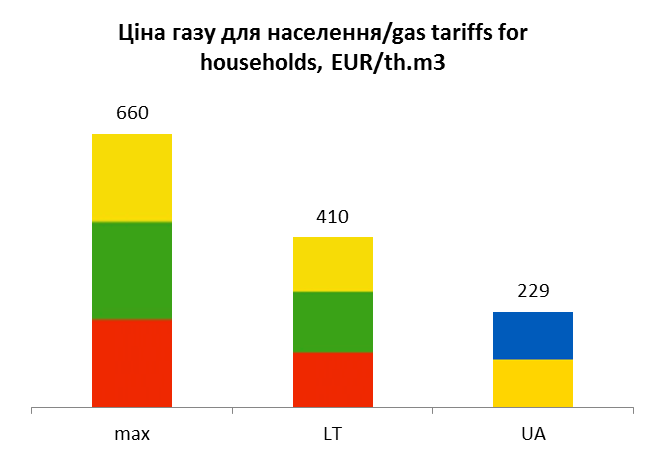 Ціна газу для населення/gas tariffs for
households, EUR/th.m3
660
410
229
max
LT
UA